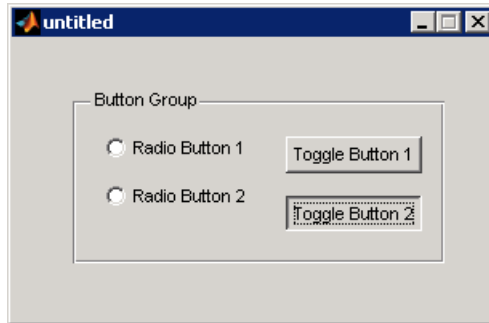 untitled
Button Group
Radio Button 1
Toggle Button 1
Radio Button 2
Toggle Button 2